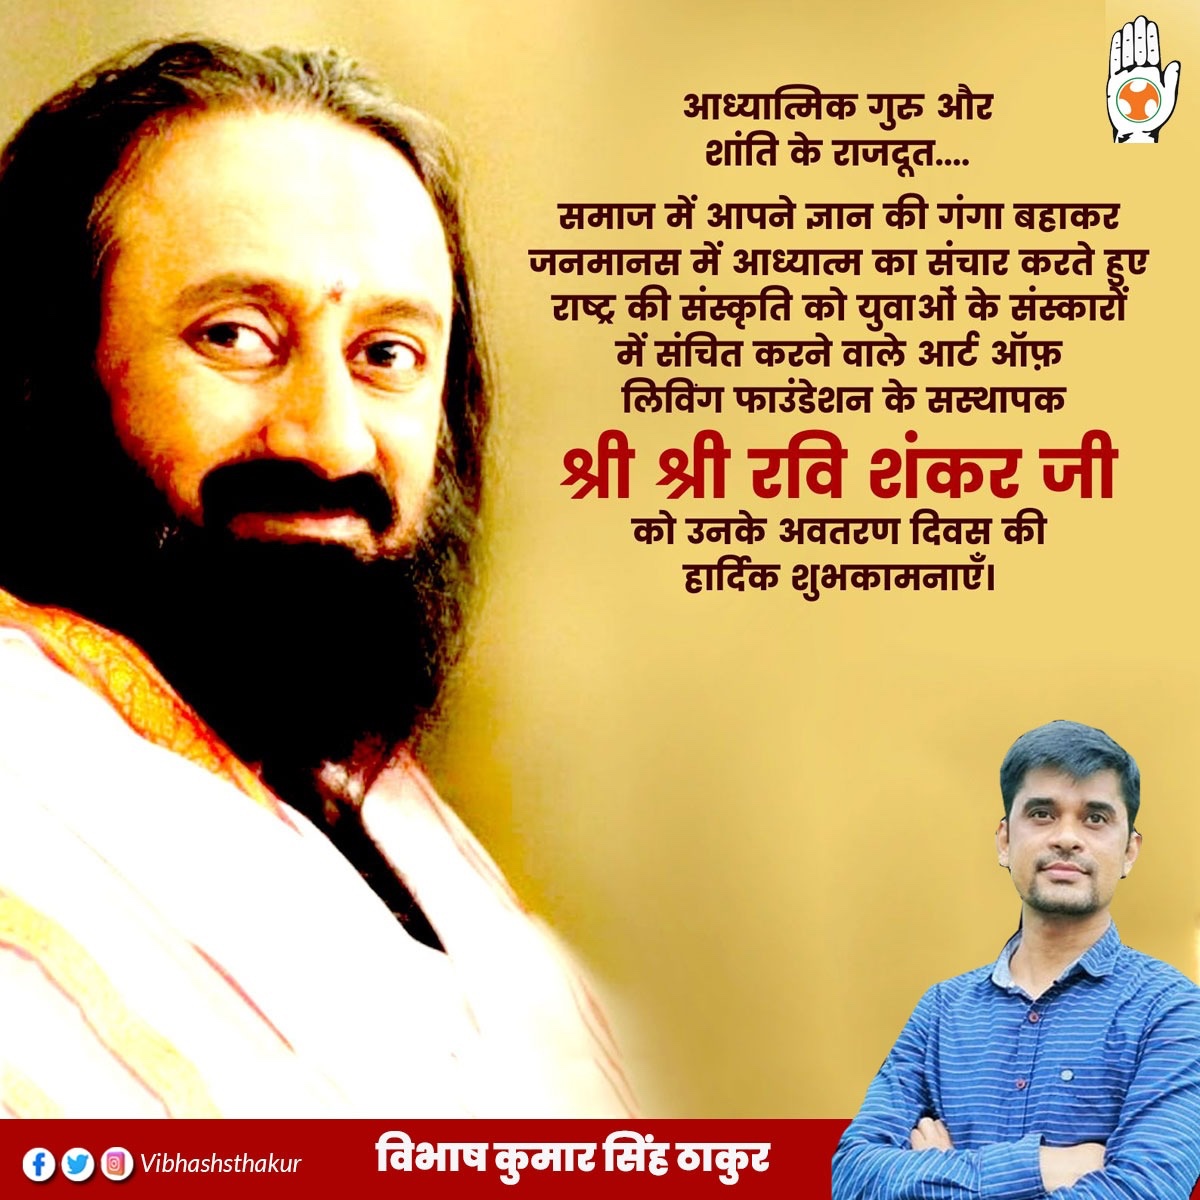 आध्यात्मिक गुरु और
शांति के राजदूत....
समाज में आपने ज्ञान की गंगा बहाकर
जनमानस में आध्यात्म का संचार करते हुए
राष्ट्र की संस्कृति को युवाओं के संस्कारों
में संचित करने वाले आर्ट ऑफ़
लिविंग फाउंडेशन के सस्थापक
श्री श्री रवि शंकर जी
को उनके अवतरण दिवस की
हार्दिक शुभकामनाएँ।
Vibhashsthakur
विभाष कुमार सिंह ठाकुर